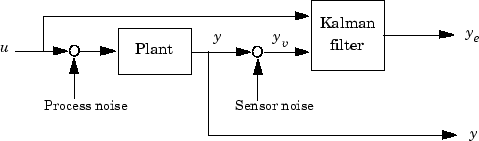 u
Process noise
Plant
y
y_v
Sensor noise
Kalman
filter
y_e
y